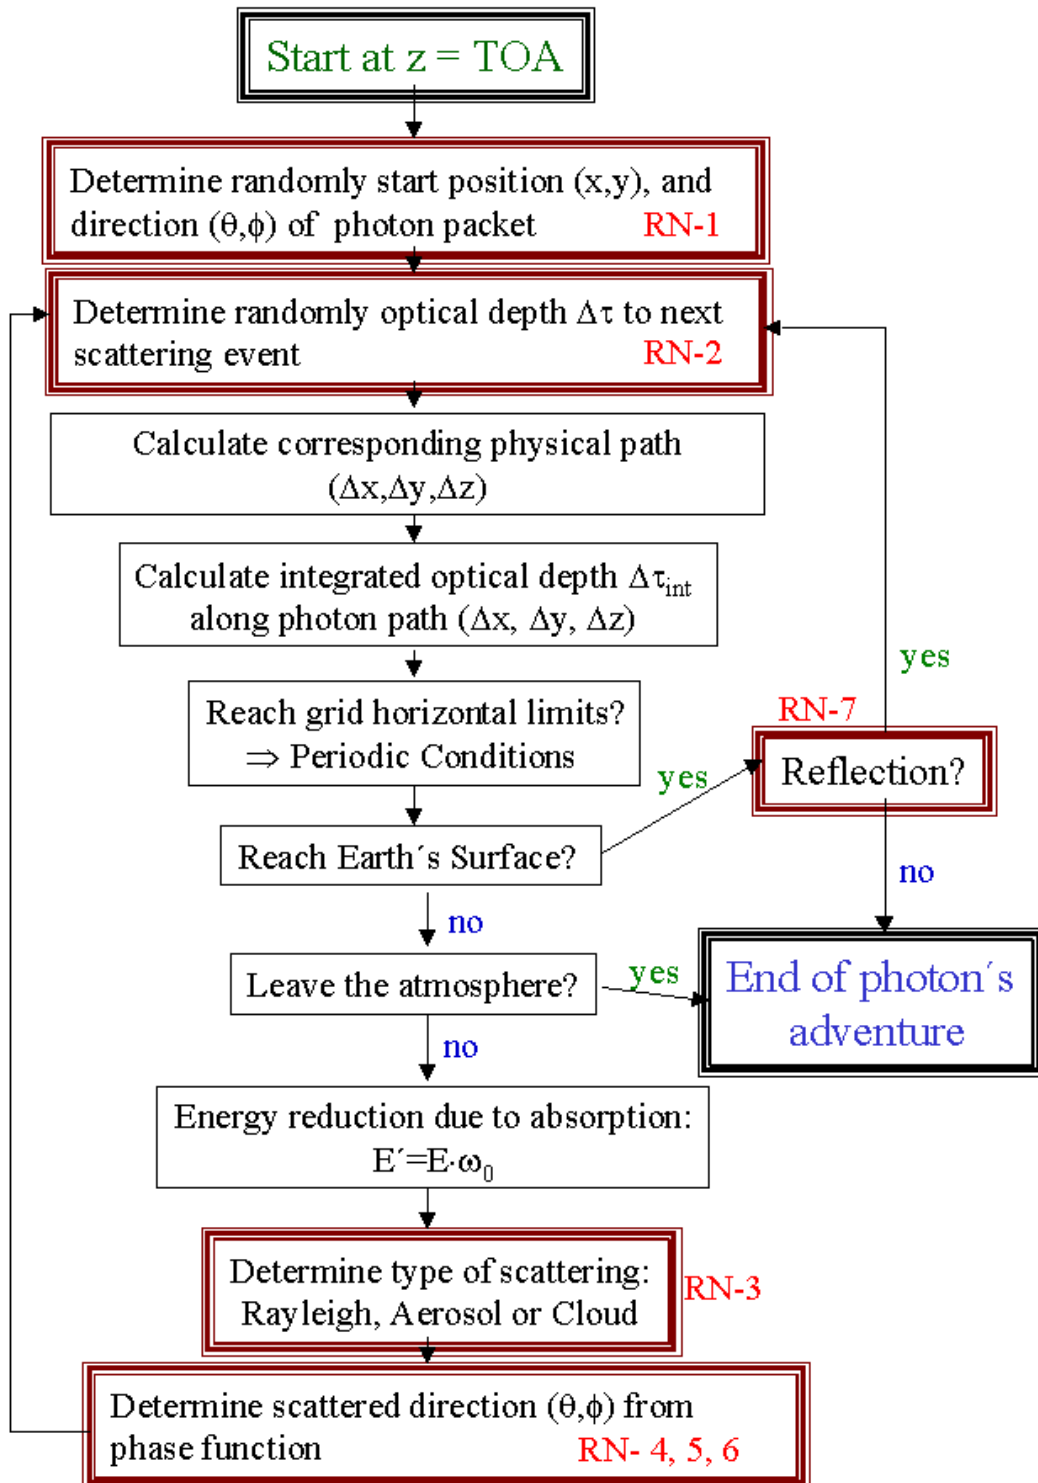 Start at z = TOA
Determine randomly start position (x,y), and
direction (θ,ϕ) of photon packet RN-1
Determine randomly optical depth Δτ to next
scattering event RN-2
Calculate corresponding physical path
(Δx,Δy,Δz)
Calculate integrated optical depth Δτint
along photon path (Δx, Δy, Δz)
Reach grid horizontal limits?
⇒ Periodic Conditions
yes
RN-7
Reflection?
yes
Reach Earth´s Surface?
no
no
Leave the atmosphere?
yes
End of photon´s
adventure
no
Energy reduction due to absorption:
E´=E·ω0
Determine type of scattering:
Rayleigh, Aerosol or Cloud
RN-3
Determine scattered direction (θ,ϕ) from
phase function RN- 4, 5, 6